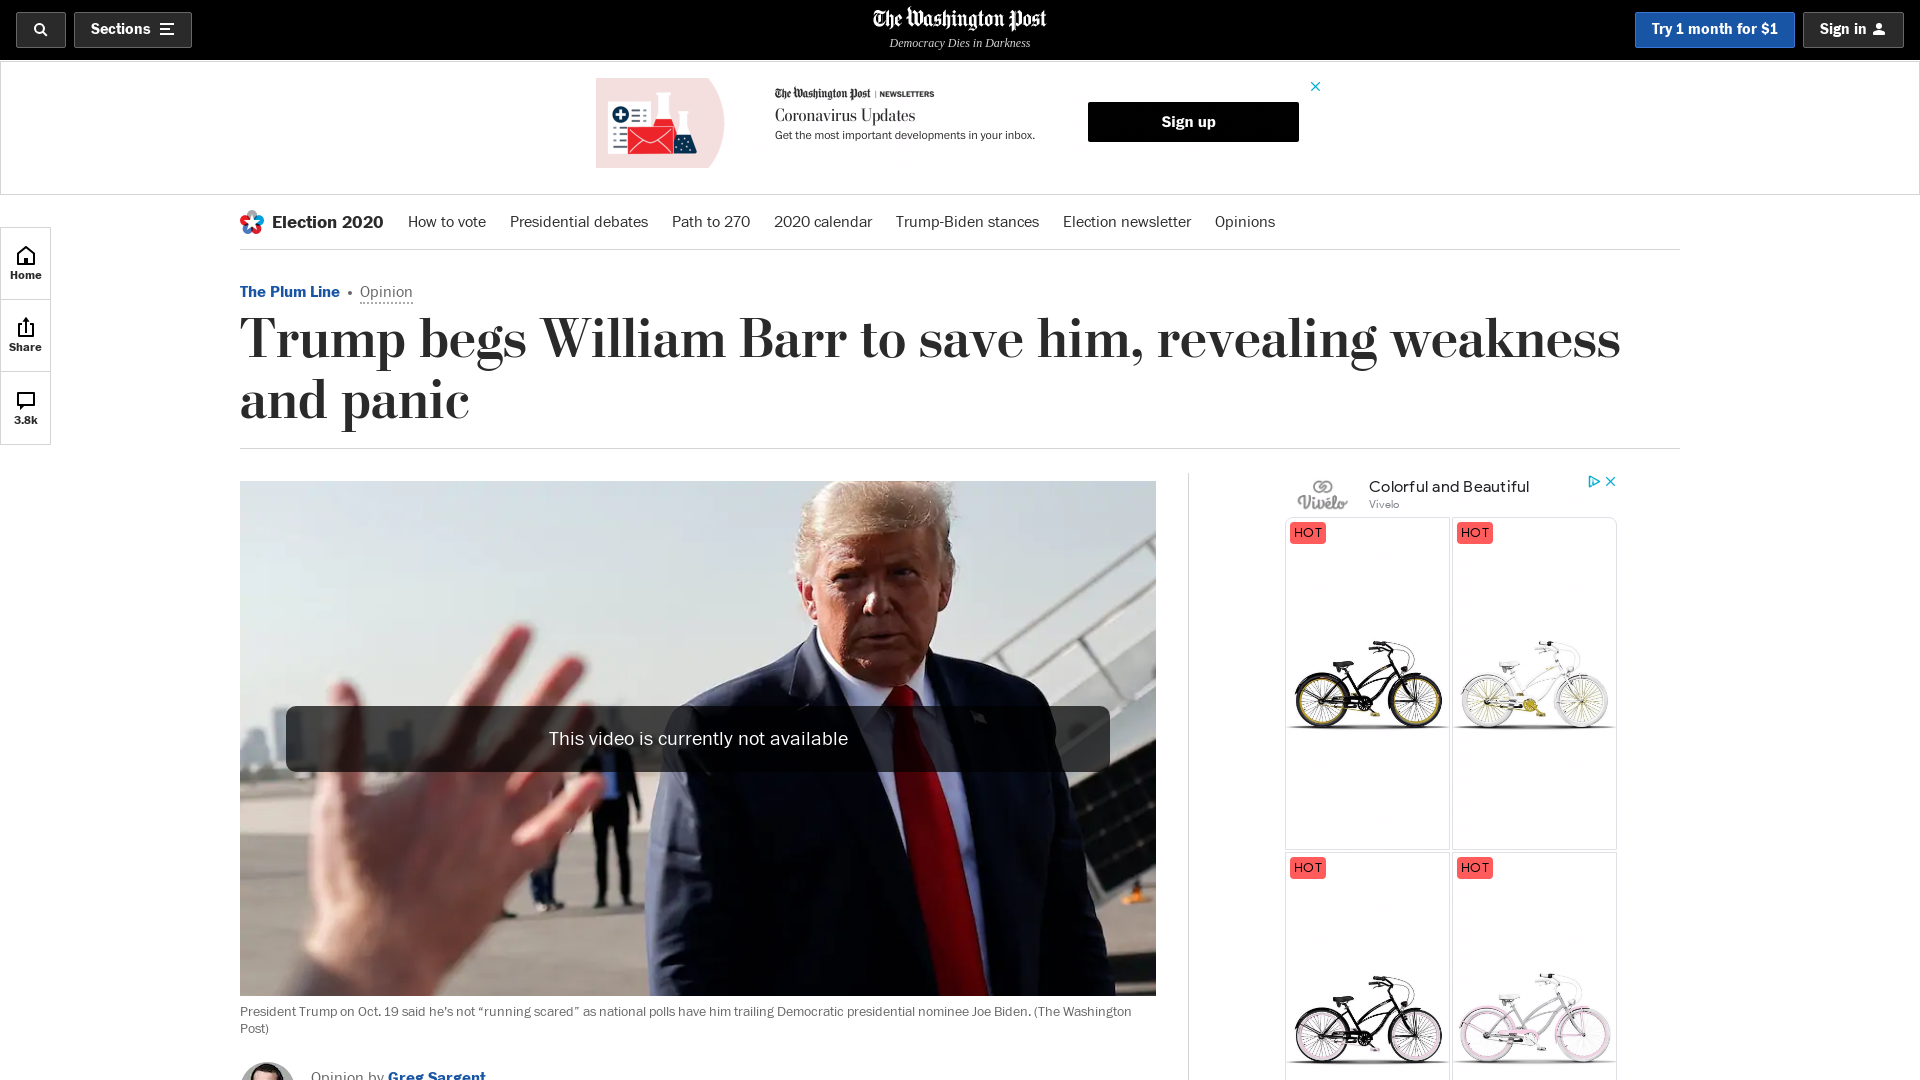 Sections
The Washington Post
Democracy Dies in Darkness
Try 1 month for $1
Sign in
The Washington Post | NEWSLETTERS
Coronavirus Updates
Get the most important developments in your inbox.
Sign up
Election 2020
How to vote
Presidential debates
Path to 270
2020 calendar
Trump-Biden stances
Election newsletter
Opinions
Home
Share
3.8k
The Plum Line • Opinion
Trump begs William Barr to save him, revealing weakness
and panic
This video is currently not available
President Trump on Oct. 19 said he’s not “running scared” as national polls have him trailing Democratic presidential nominee Joe Biden. (The Washington
Post)
Opinion by Greg Sargent
Vivélo
Colorful and Beautiful
Vivelo
HOT
HOT
HOT
HOT